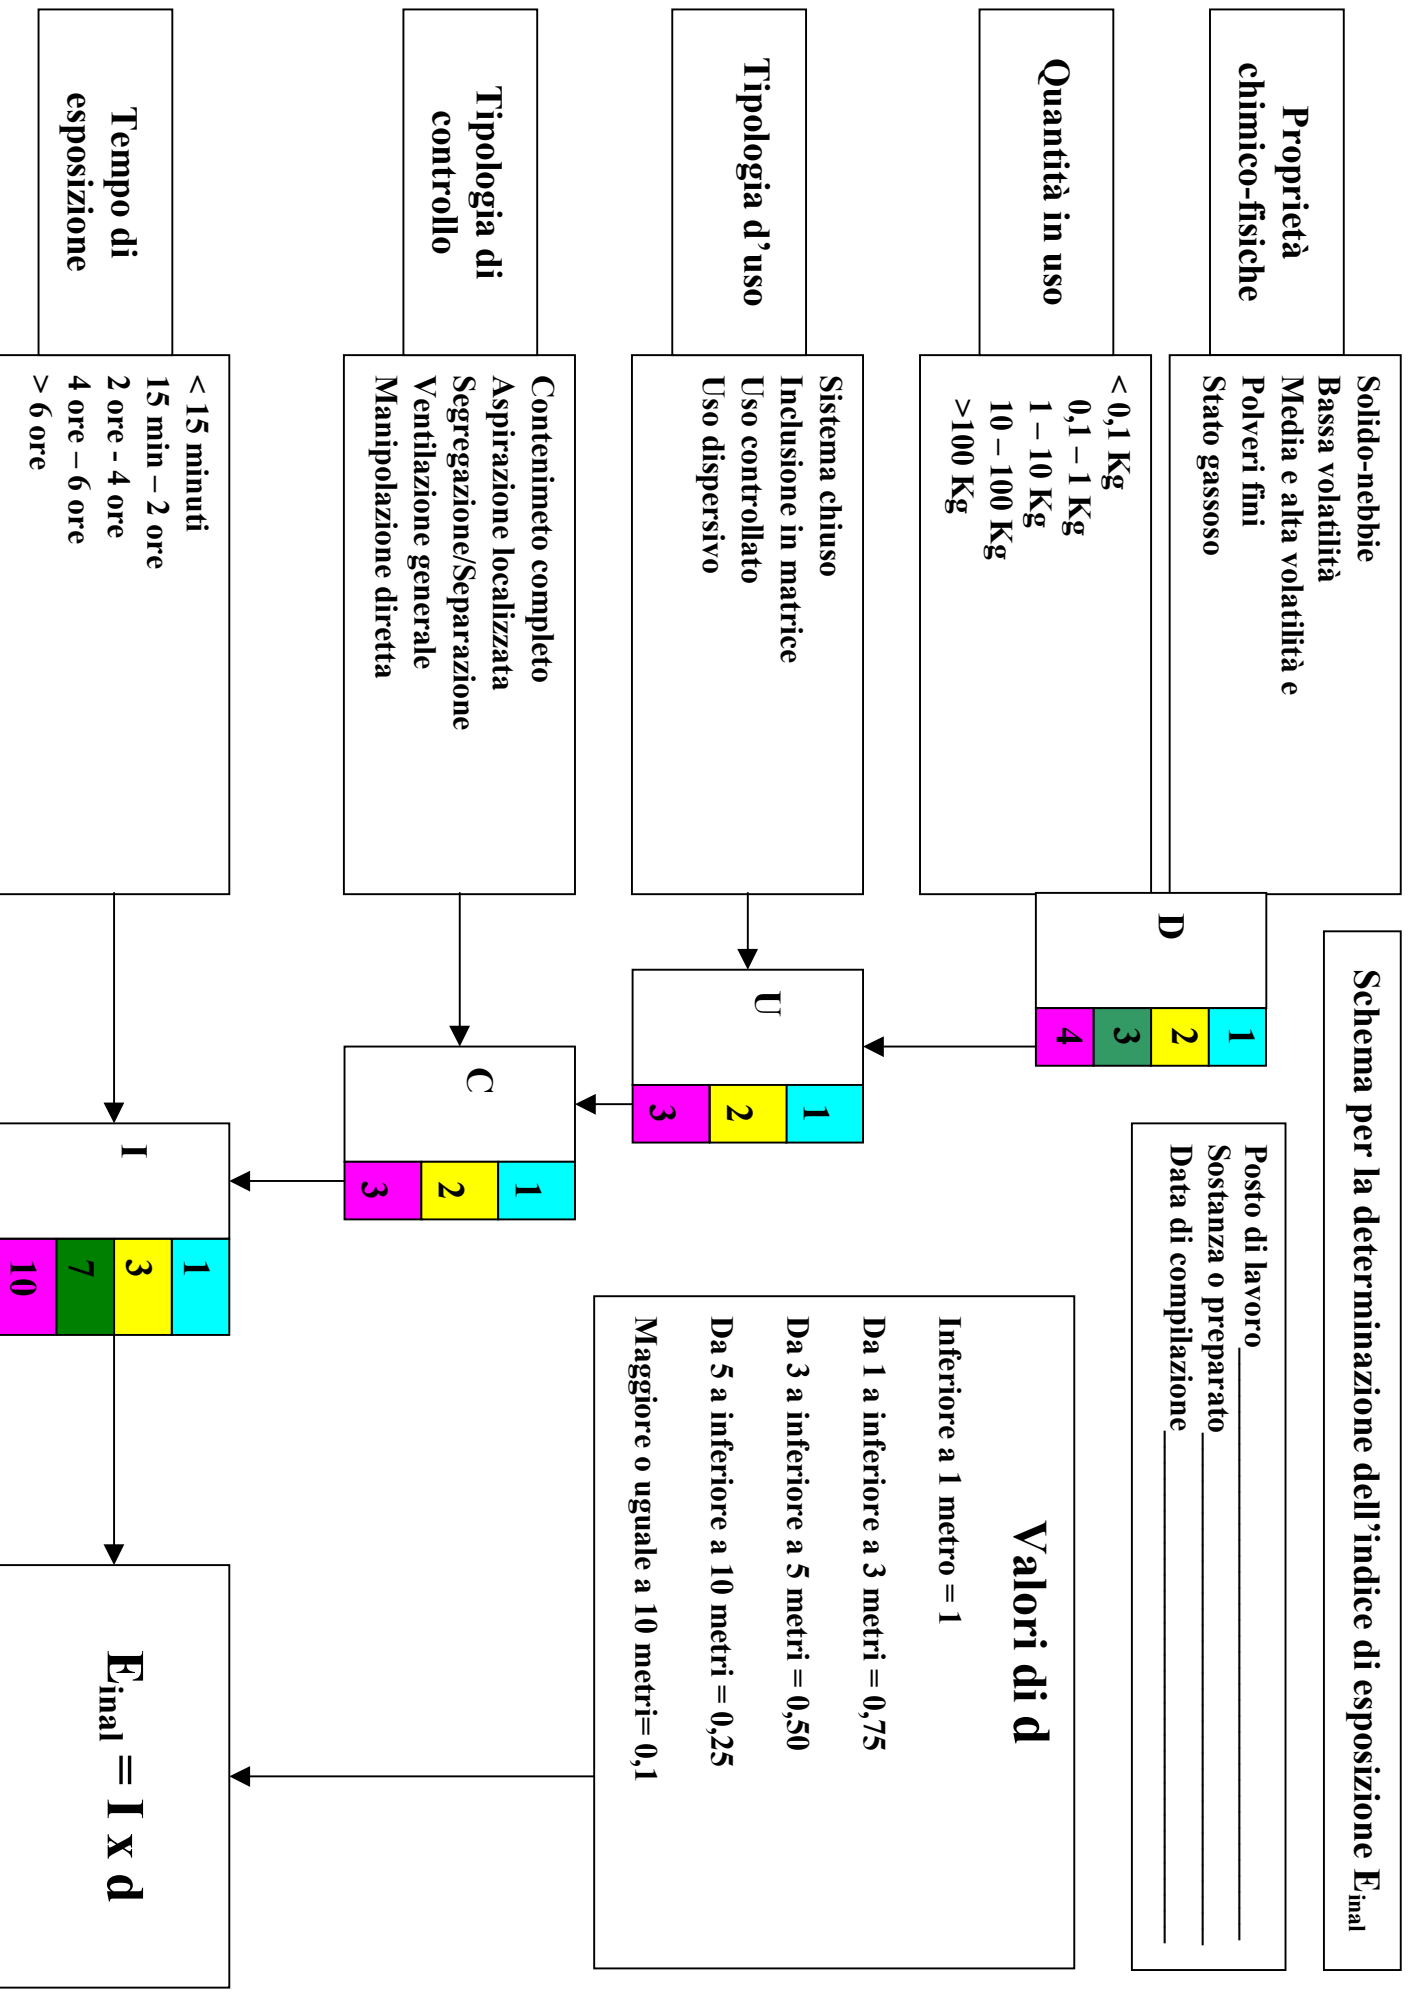 Schema per la determinazione dell’indice di esposizione Einal
Proprietà
chimico-fisiche
Solido-nebbie
Bassa volatilità
Media e alta volatilità e
Polveri fini
Stato gassoso
D
1
2
3
4
Posto di lavoro
Sostanza o preparato
Data di compilazione
Quantità in uso
< 0,1 Kg
0,1 – 1 Kg
1 – 10 Kg
10 – 100 Kg
>100 Kg
Tipologia d’uso
Sistema chiuso
Inclusione in matrice
Uso controllato
Uso dispersivo
U
1
2
3
Valori di d
Inferiore a 1 metro = 1
Da 1 a inferiore a 3 metri = 0,75
Da 3 a inferiore a 5 metri = 0,50
Da 5 a inferiore a 10 metri = 0,25
Maggiore o uguale a 10 metri= 0,1
Tipologia di
controllo
Contenimeto completo
Aspirazione localizzata
Segregazione/Separazione
Ventilazione generale
Manipolazione diretta
C
1
2
3
Tempo di
esposizione
< 15 minuti
15 min – 2 ore
2 ore - 4 ore
4 ore – 6 ore
> 6 ore
I
1
3
7
10
Einal = I x d